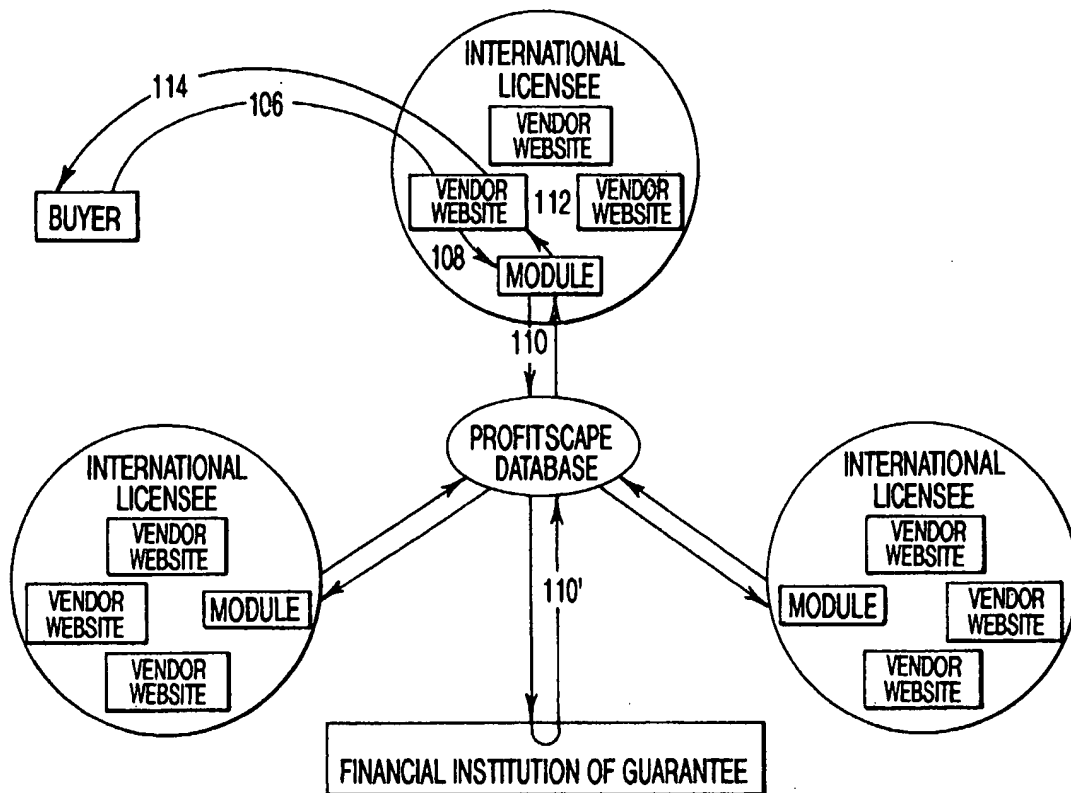 INTERNATIONAL
LICENSEE
VENDOR
WEBSITE
114
106
VENDOR
WEBSITE
112
VENDOR
WEBSITE
BUYER
108
MODULE
110
PROFITSCAPE
DATABASE
INTERNATIONAL
LICENSEE
VENDOR
WEBSITE
VENDOR
WEBSITE
MODULE
VENDOR
WEBSITE
110'
INTERNATIONAL
LICENSEE
VENDOR
WEBSITE
MODULE
VENDOR
WEBSITE
VENDOR
WEBSITE
FINANCIAL INSTITUTION OF GUARANTEE